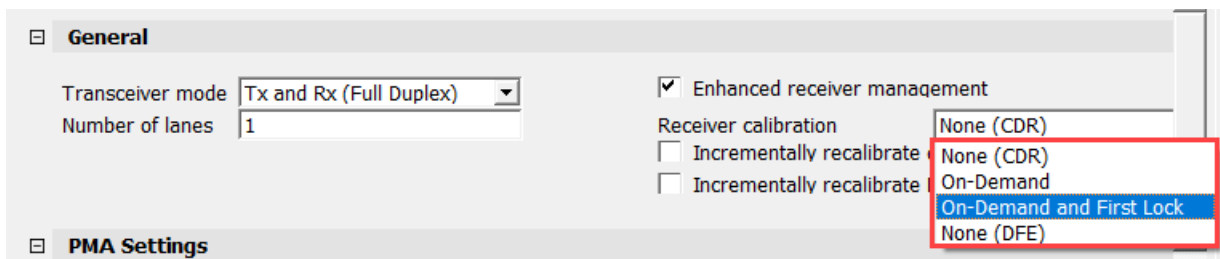 General
Transceiver mode Tx and Rx (Full Duplex)
Number of lanes 1
Enhanced receiver management
Receiver calibration None (CDR)
Incrementally recalibrate
Incrementally recalibrate
None (CDR)
On-Demand
On-Demand and First Lock
None (DFE)
PMA Settings